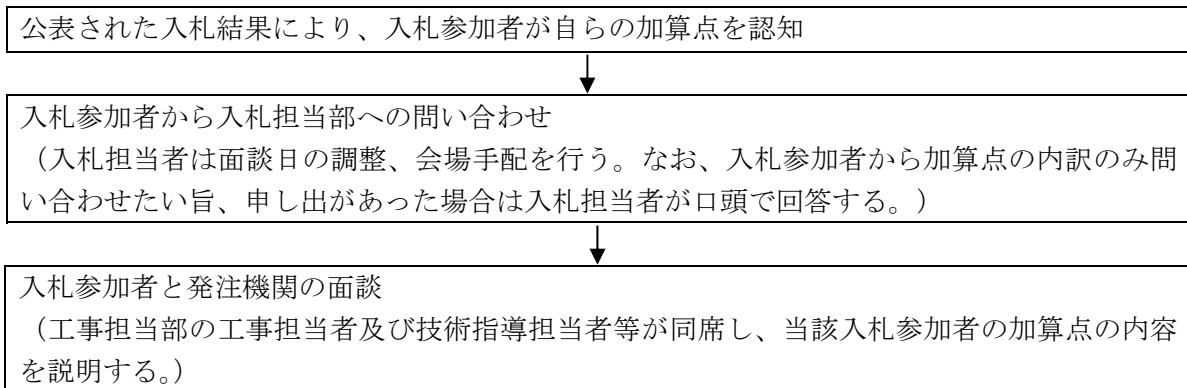 公表された入札結果により、入札参加者が自らの加算点を認知
入札参加者から入札担当部への問い合わせ
（入札担当者は面談日の調整、会場手配を行う。なお、入札参加者から加算点の内訳のみ問
い合わせたい旨、申し出があった場合は入札担当者が口頭で回答する。）
入札参加者と発注機関の面談
（工事担当部の工事担当者及び技術指導担当者等が同席し、当該入札参加者の加算点の内容
を説明する。）